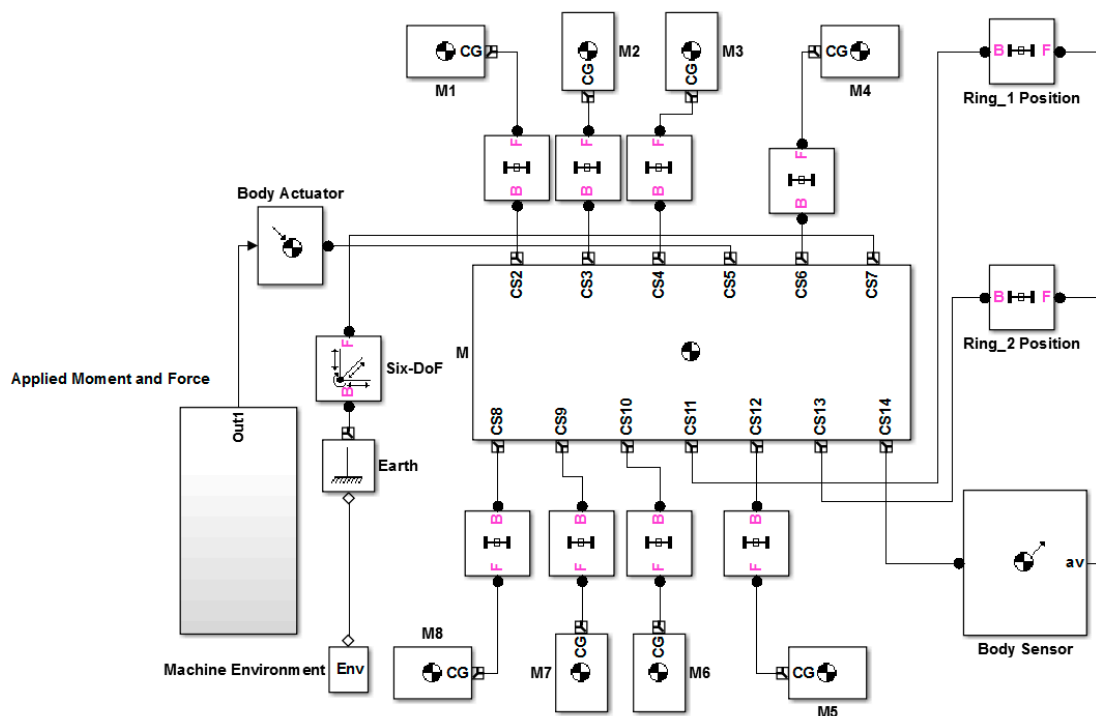 CG
M1
M2
CG
M3
CG
CG
M4
B F
Ring_1 Position
F
B
F
B
F
B
F
B
Body Actuator
CS2
CS3
CS4
CS5
CS6
CS7
M
B F
Ring_2 Position
F
B
Six-DoF
Applied Moment and Force
Out1
Earth
CS8
CS9
CS10
CS11
CS12
CS13
CS14
B
F
B
F
B
F
B
F
av
Body Sensor
Machine Environment
Env
M8
CG
M7
CG
CG
M6
CG
M5